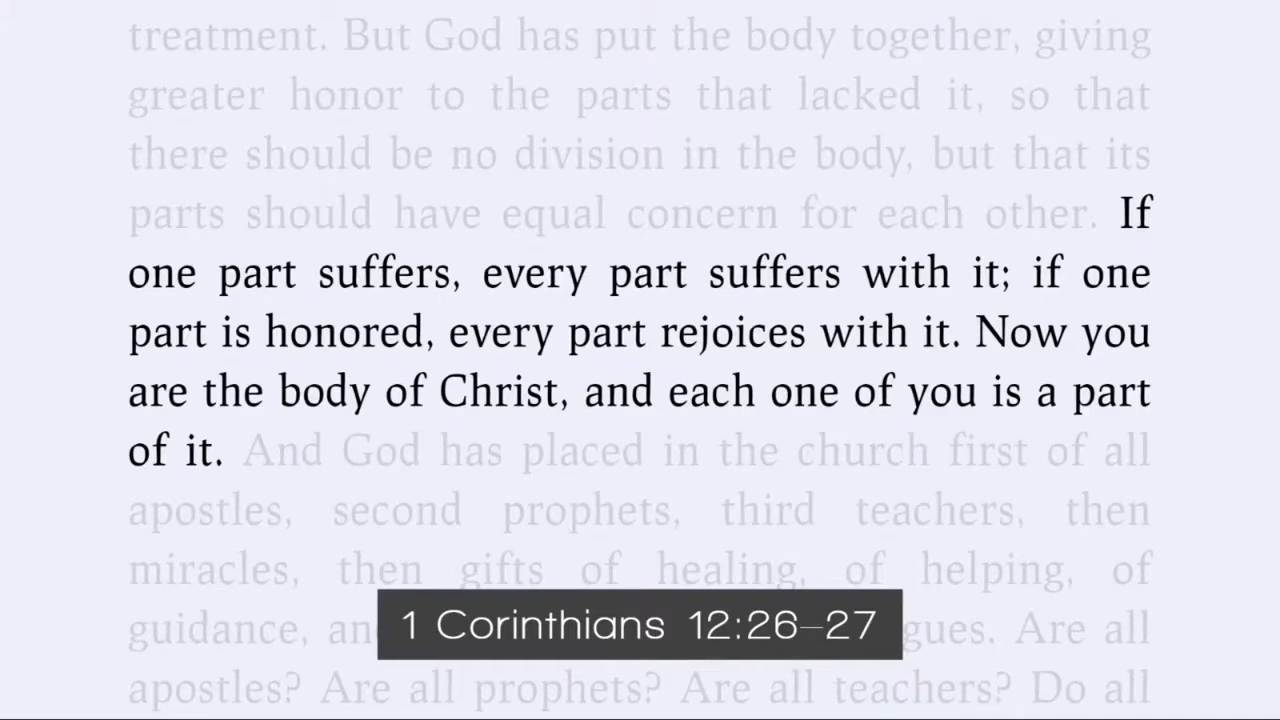 treatment. But God has put the body together, giving
greater honor to the parts that lacked it, so that
there should be no division in the body, but that its
parts should have equal concern for each other. If
one part suffers, every part suffers with it; if one
part is honored, every part rejoices with it. Now you
are the body of Christ, and each one of you is a part
of it. And God has placed in the church first of all
apostles, second prophets, third teachers, then
miracles, then gifts of healing, of helping, of
guidance, an gues. Are all
1 Corinthians 12:26–27
apostles? Are all prophets? Are all teachers? Do all